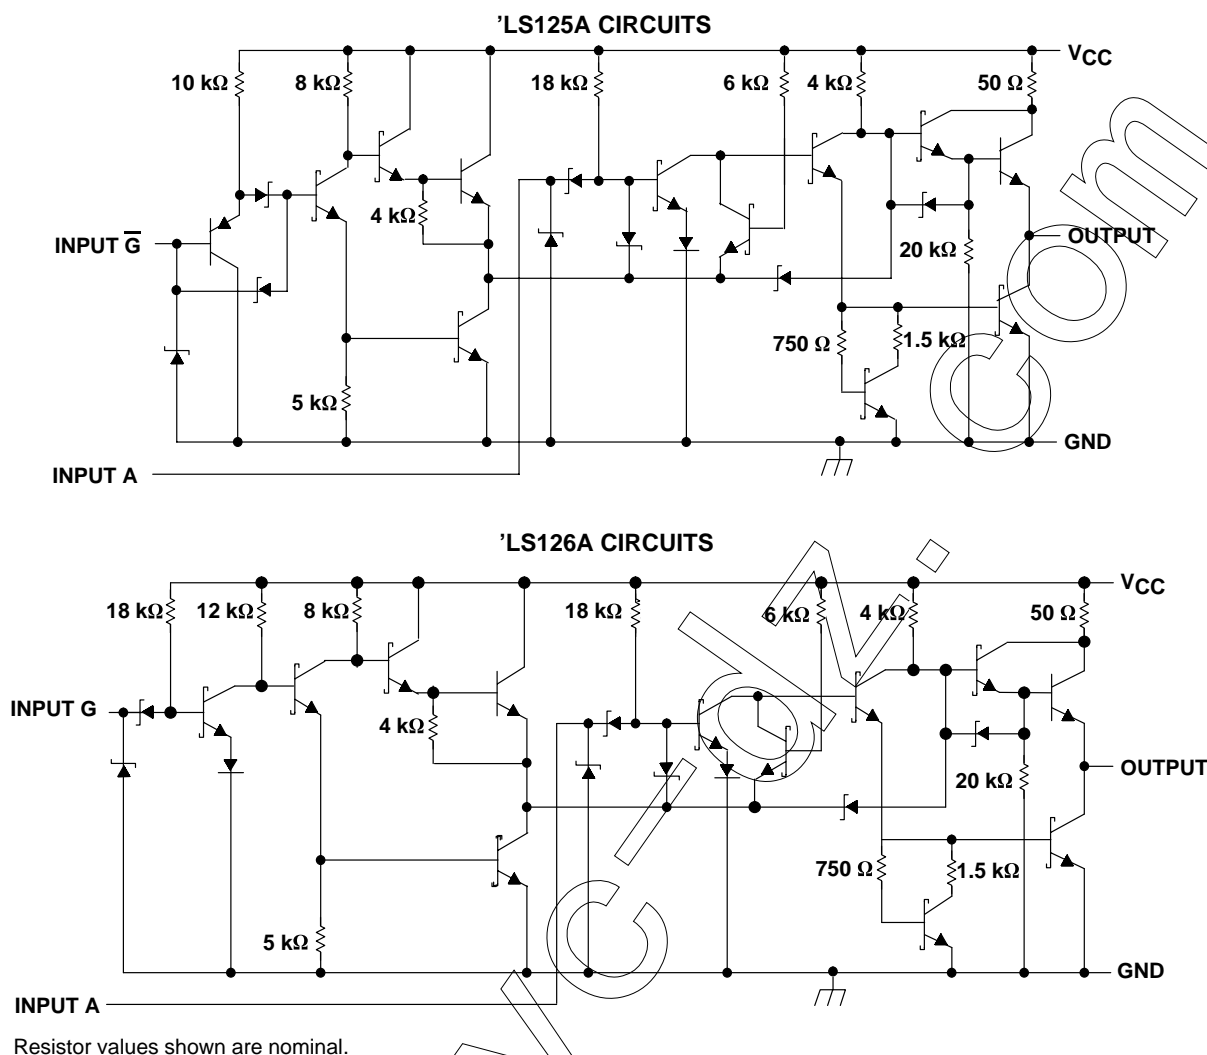 ’LS125A CIRCUITS
VCC
10 kΩ
8 kΩ
18 kΩ
6 kΩ
4 kΩ
50 Ω
4 kΩ
INPUT G̅
OUTPUT
20 kΩ
750 Ω
1.5 kΩ
5 kΩ
GND
INPUT A
’LS126A CIRCUITS
VCC
18 kΩ
12 kΩ
8 kΩ
18 kΩ
6 kΩ
4 kΩ
50 Ω
INPUT G
4 kΩ
OUTPUT
20 kΩ
750 Ω
1.5 kΩ
5 kΩ
GND
INPUT A
Resistor values shown are nominal.